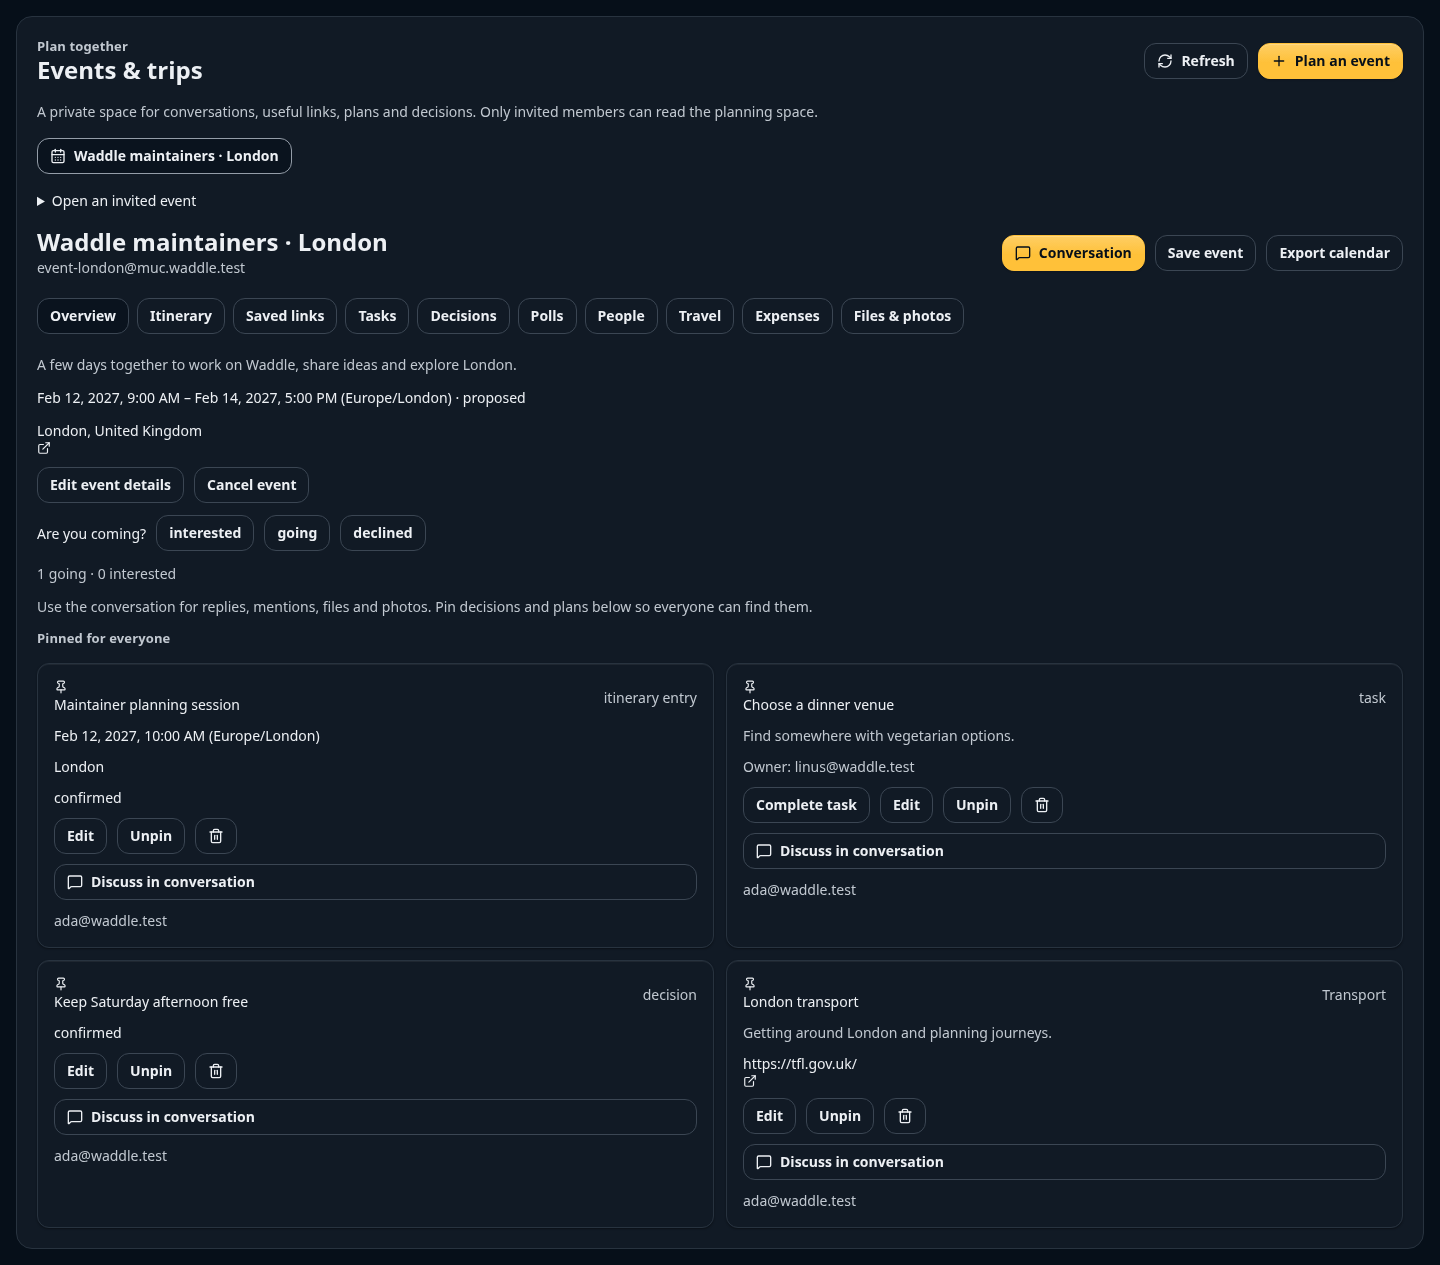 Plan together
Events & trips
Refresh
Plan an event
A private space for conversations, useful links, plans and decisions. Only invited members can read the planning space.
Waddle maintainers · London
Open an invited event
Waddle maintainers · London
event-london@muc.waddle.test
Conversation
Save event
Export calendar
Overview
Itinerary
Saved links
Tasks
Decisions
Polls
People
Travel
Expenses
Files & photos
A few days together to work on Waddle, share ideas and explore London.
Feb 12, 2027, 9:00 AM – Feb 14, 2027, 5:00 PM (Europe/London) · proposed
London, United Kingdom
Edit event details
Cancel event
Are you coming?
interested
going
declined
1 going · 0 interested
Use the conversation for replies, mentions, files and photos. Pin decisions and plans below so everyone can find them.
Pinned for everyone
Maintainer planning session
itinerary entry
Feb 12, 2027, 10:00 AM (Europe/London)
London
confirmed
Edit
Unpin
Discuss in conversation
ada@waddle.test
Choose a dinner venue
task
Find somewhere with vegetarian options.
Owner: linus@waddle.test
Complete task
Edit
Unpin
Discuss in conversation
ada@waddle.test
Keep Saturday afternoon free
decision
confirmed
Edit
Unpin
Discuss in conversation
ada@waddle.test
London transport
Transport
Getting around London and planning journeys.
https://tfl.gov.uk/
Edit
Unpin
Discuss in conversation
ada@waddle.test